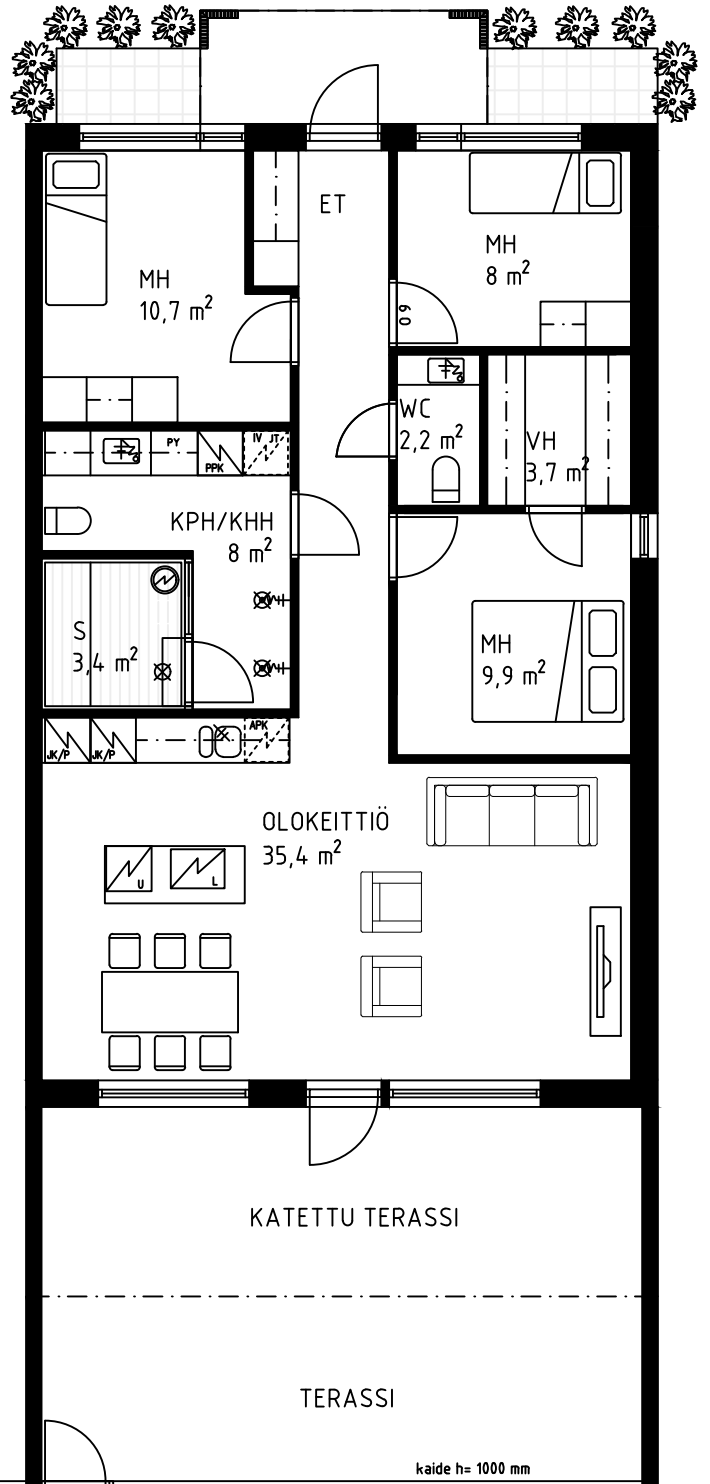 ET
MH
8 m²
MH
10,7 m²
60
WC
2,2 m²
VH
3,7 m²
PY
PPK
IV JT
KPH/KHH
8 m²
S
3,4 m²
MH
9,9 m²
JK/P
JK/P
APK
OLOKEITTIÖ
35,4 m²
U
L
KATETTU TERASSI
TERASSI
kaide h= 1000 mm